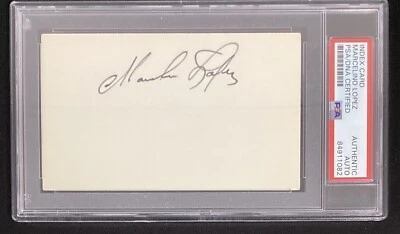 Marcelino Lopez
INDEX CARD
MARCELINO LOPEZ
PSA/DNA CERTIFIED
AUTHENTIC
AUTO
84911082
PSA